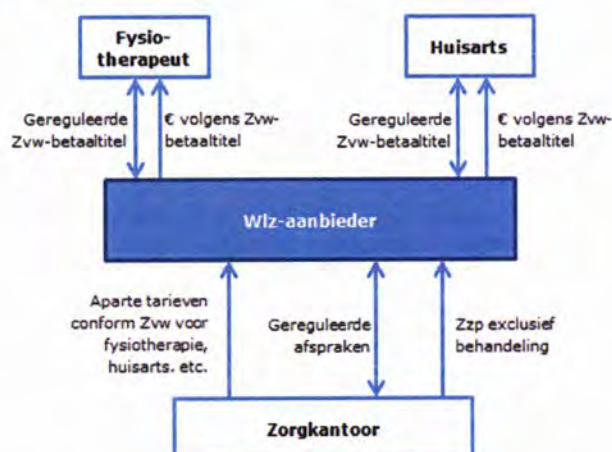 Fysio-
therapeut
Huisarts
Gereguleerde
Zvw-betaaltitel
€ volgens Zvw-
betaaltitel
Gereguleerde
Zvw-betaaltitel
€ volgens Zvw-
betaaltitel
Wlz-aanbieder
Aparte tarieven
conform Zvw voor
fysiotherapie,
huisarts. etc.
Gereguleerde
afspraken
Zzp exclusief
behandeling
Zorgkantoor